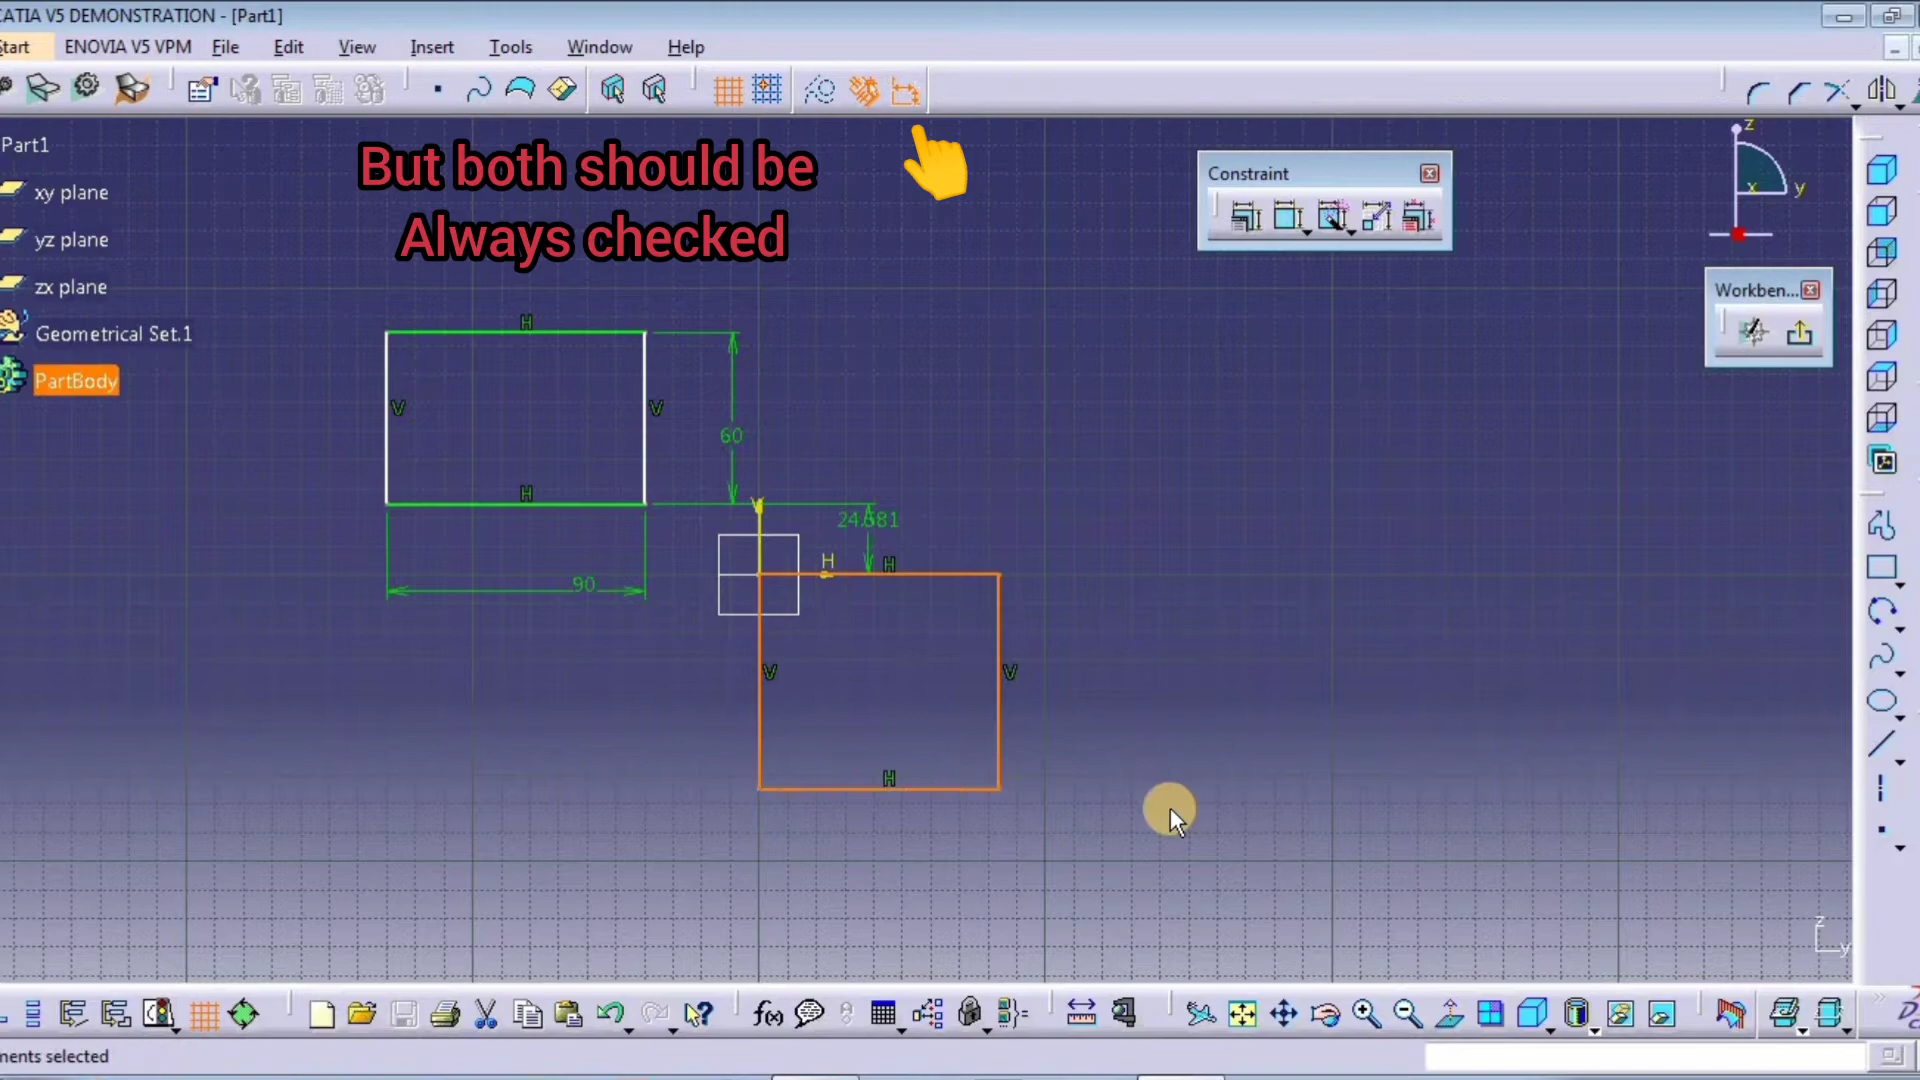 CATIA V5 DEMONSTRATION - [Part1]
Start ENOVIA V5 VPM File Edit View Insert Tools Window Help
But both should be
Always checked
Part1
xy plane
yz plane
zx plane
Geometrical Set.1
PartBody
Constraint
Workben...
z
x
y
H
V
V
60
H
90
V
24.681
H
H
V
V
H
z
y
f(x)
ments selected